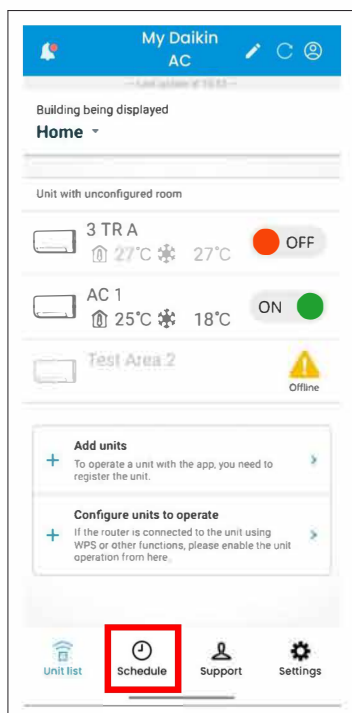 My Daikin
AC
Building being displayed
Home
Unit with unconfigured room
3 TR A
OFF
27°C 27°C
AC 1
ON
25°C 18°C
Test Area 2
Offline
Add units
To operate a unit with the app, you need to
register the unit.
Configure units to operate
If the router is connected to the unit using
WPS or other functions, please enable the unit
operation from here.
Unit list
Schedule
Support
Settings